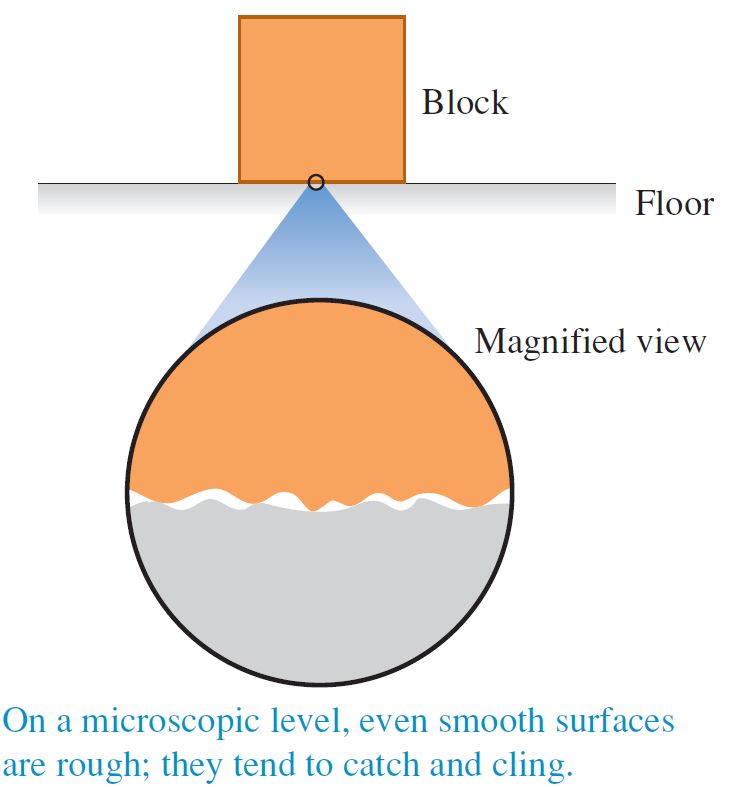 Block
Floor
Magnified view
On a microscopic level, even smooth surfaces
are rough; they tend to catch and cling.